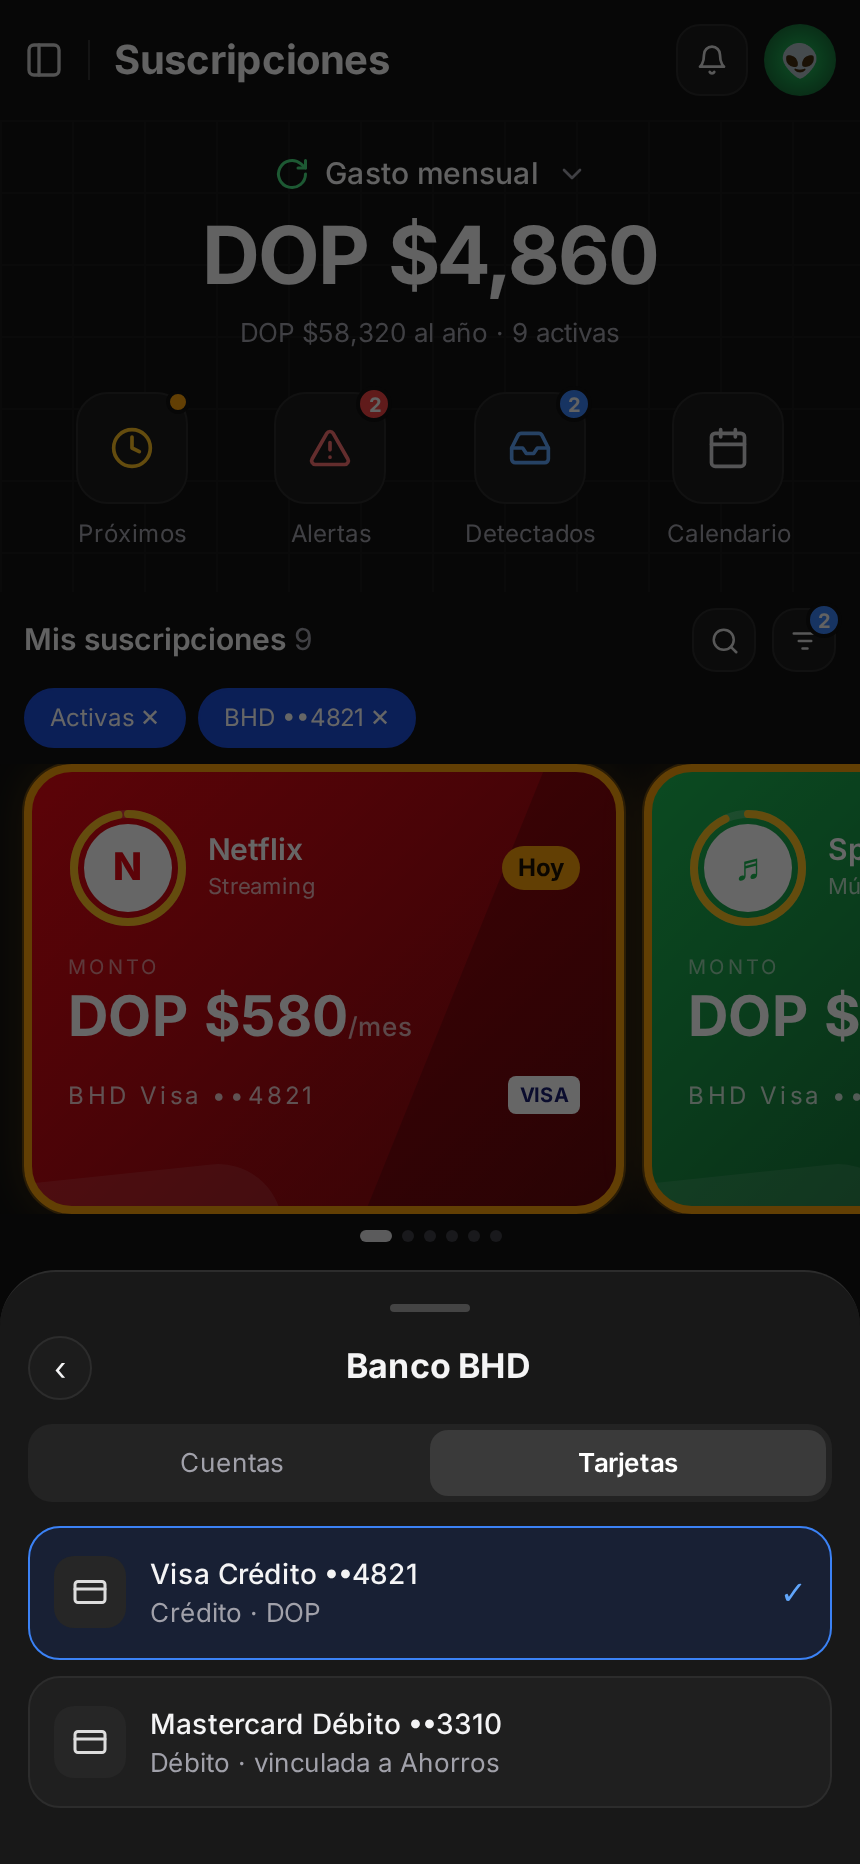 Suscripciones
Gasto mensual
DOP $4,860
DOP $58,320 al año · 9 activas
2
2
Próximos
Alertas
Detectados
Calendario
Mis suscripciones 9
2
Activas ✕
BHD ••4821 ✕
N
Netflix
Streaming
Hoy
MONTO
DOP $580/mes
BHD Visa ••4821
VISA
♬
Sp
Mú
MONTO
DOP $
BHD Visa ••
‹
Banco BHD
Cuentas
Tarjetas
Visa Crédito ••4821
Crédito · DOP
✓
Mastercard Débito ••3310
Débito · vinculada a Ahorros